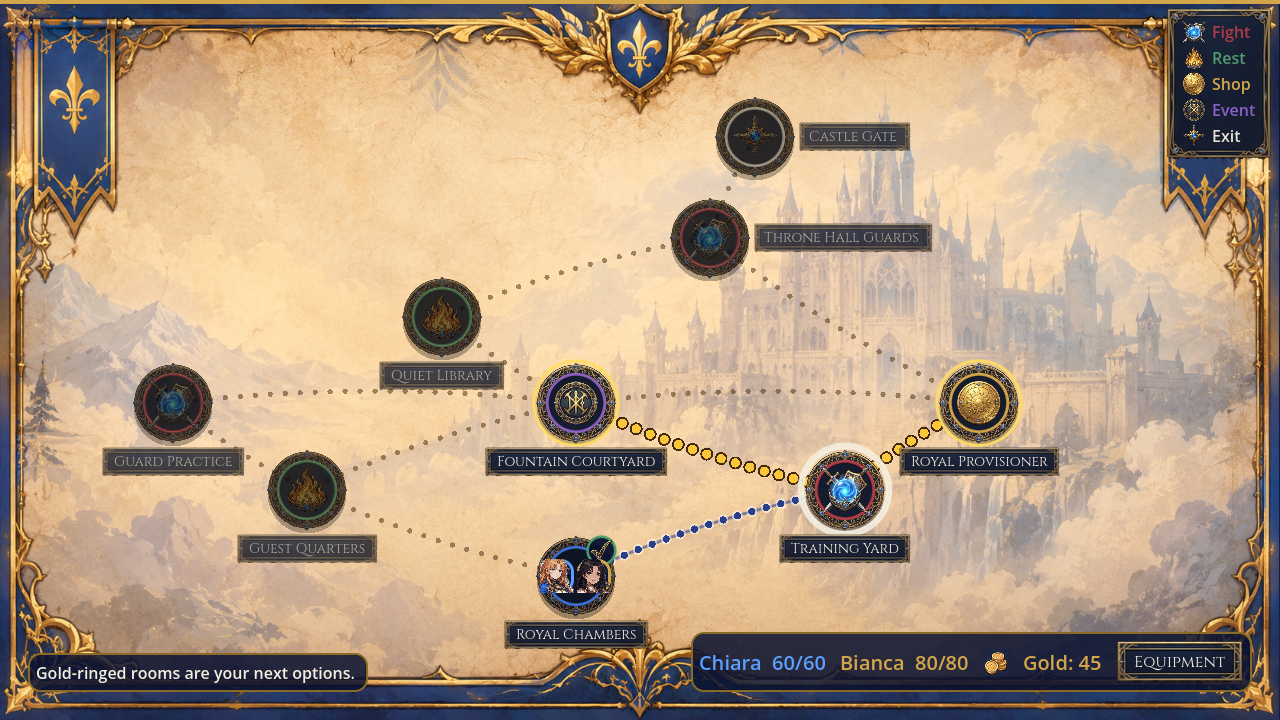 Fight
Rest
Shop
Event
Exit
CASTLE GATE
THRONE HALL GUARDS
QUIET LIBRARY
GUARD PRACTICE
FOUNTAIN COURTYARD
ROYAL PROVISIONER
GUEST QUARTERS
TRAINING YARD
ROYAL CHAMBERS
Gold-ringed rooms are your next options.
Chiara 60/60 Bianca 80/80 Gold: 45 EQUIPMENT